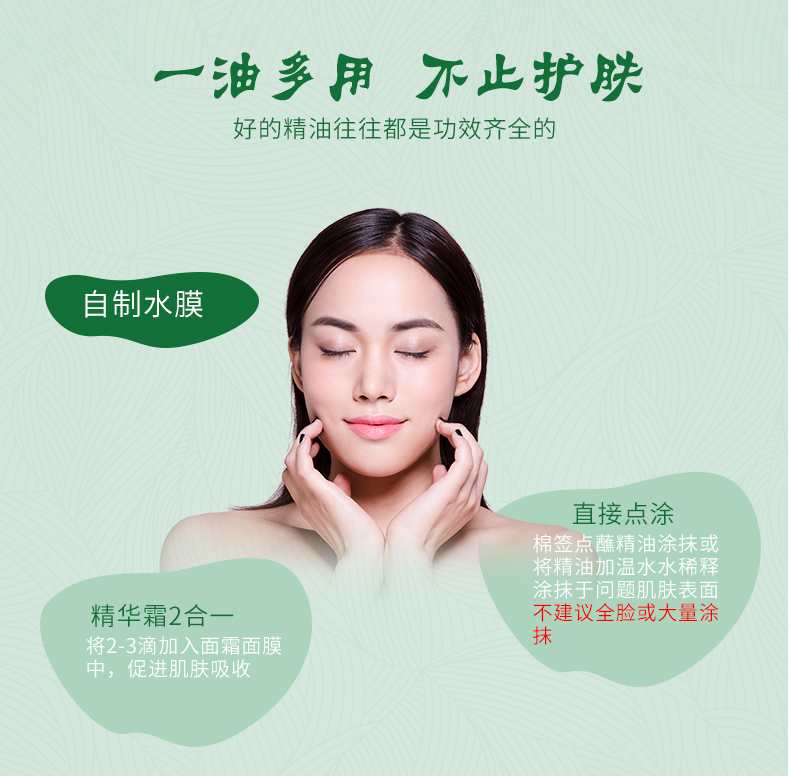 一油多用 不止护肤
好的精油往往都是功效齐全的
自制水膜
直接点涂
棉签点蘸精油涂抹或
将精油加温水水稀释
涂抹于问题肌肤表面
不建议全脸或大量涂
抹
精华霜2合一
将2-3滴加入面霜面膜
中，促进肌肤吸收